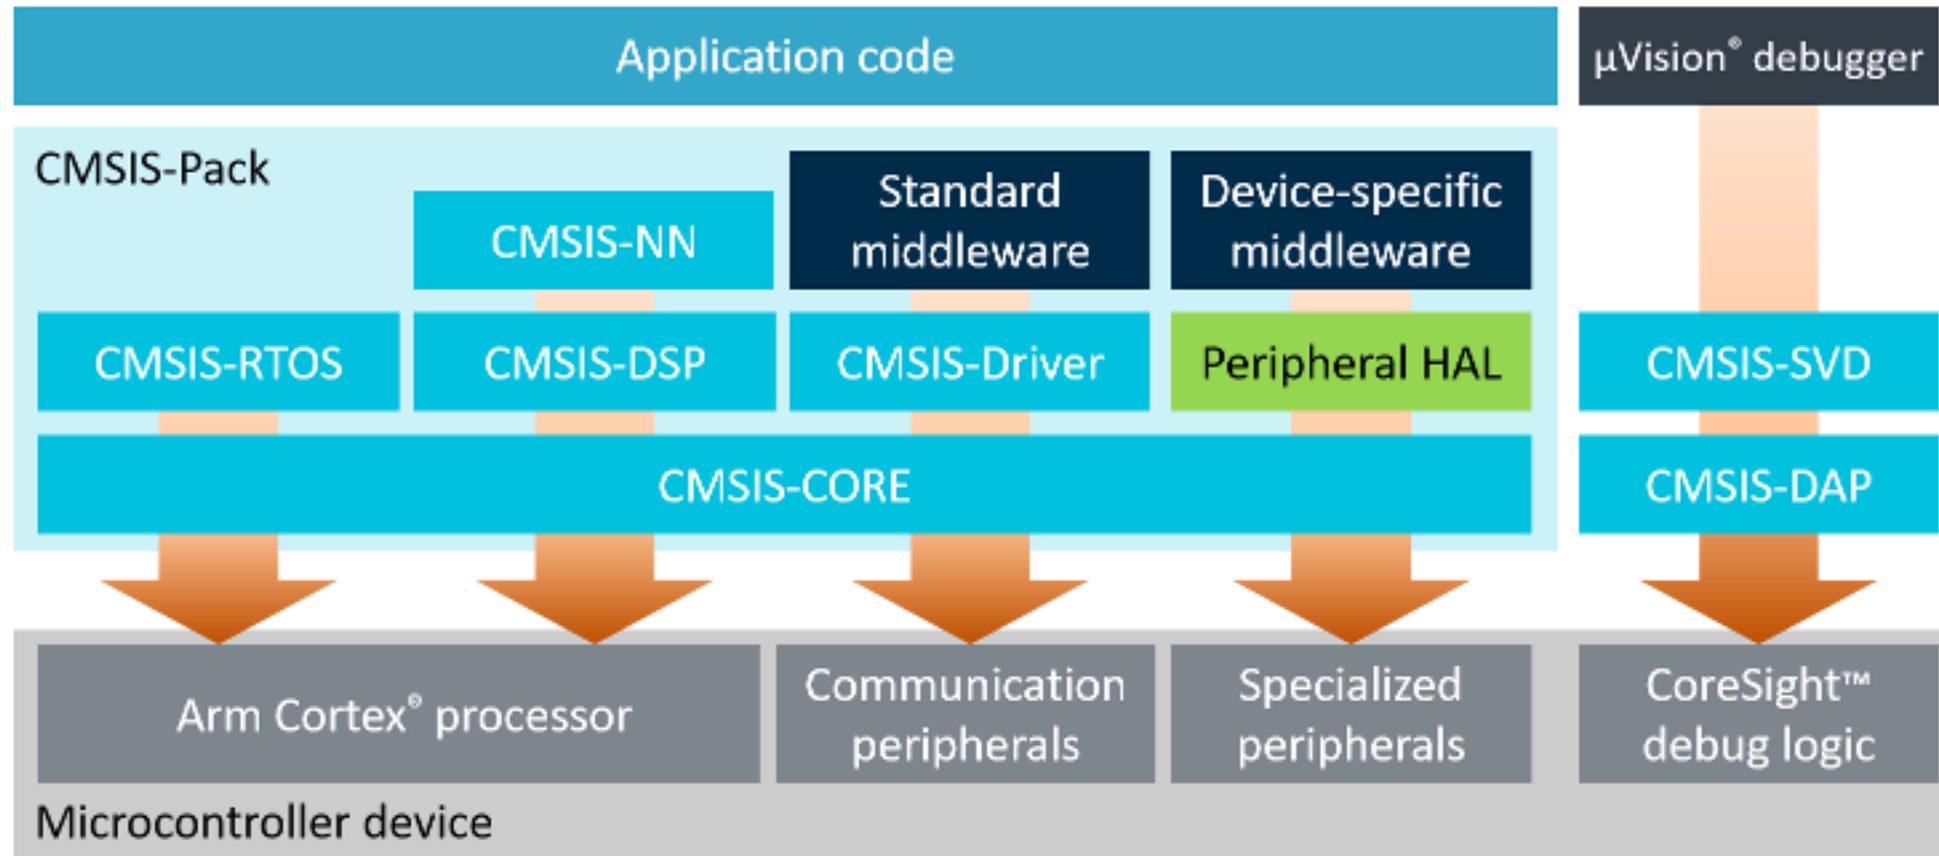 Application code
µVision® debugger
CMSIS-Pack
CMSIS-NN
Standard
middleware
Device-specific
middleware
CMSIS-RTOS
CMSIS-DSP
CMSIS-Driver
Peripheral HAL
CMSIS-SVD
CMSIS-CORE
CMSIS-DAP
Arm Cortex® processor
Communication
peripherals
Specialized
peripherals
CoreSight™
debug logic
Microcontroller device